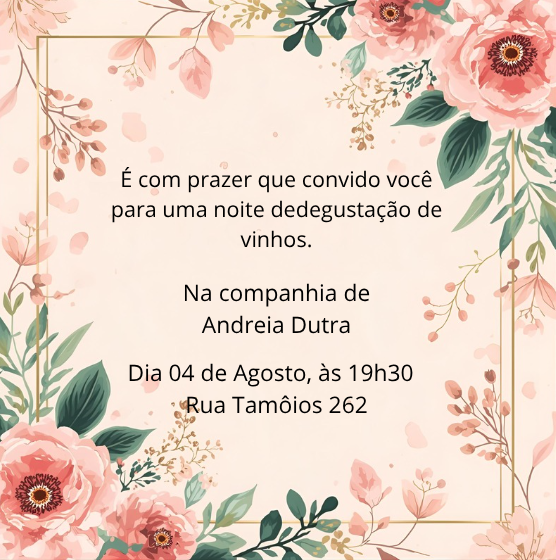 É com prazer que convido você
para uma noite dedegustação de
vinhos.
Na companhia de
Andreia Dutra
Dia 04 de Agosto, às 19h30
Rua Tamôios 262